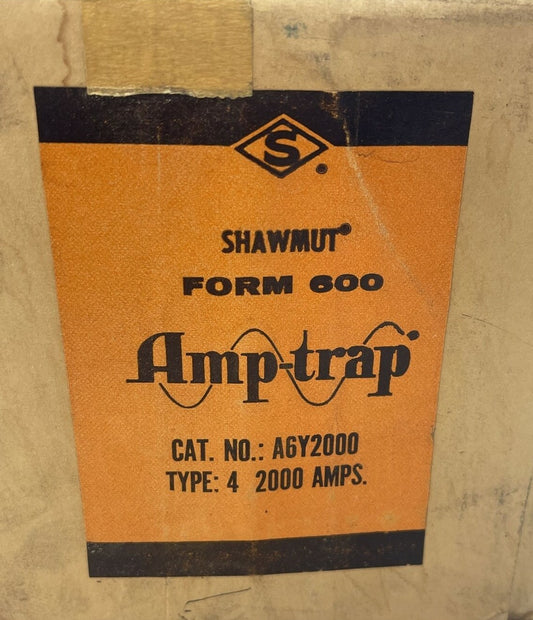 S
SHAWMUT®
FORM 600
Amp-trap®
CAT. NO.: A6Y2000
TYPE: 4 2000 AMPS.